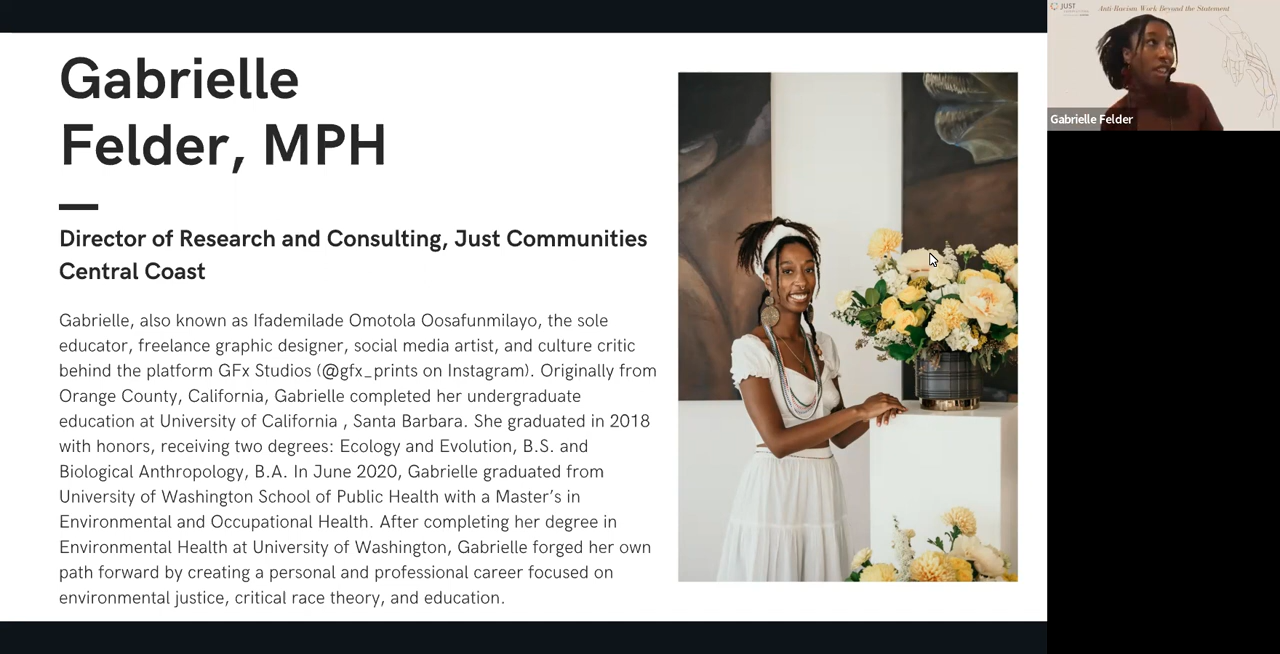 Gabrielle
Felder, MPH
Director of Research and Consulting, Just Communities
Central Coast
Gabrielle, also known as Ifademilade Omotola Oosafunmilayo, the sole
educator, freelance graphic designer, social media artist, and culture critic
behind the platform GFx Studios (@gfx_prints on Instagram). Originally from
Orange County, California, Gabrielle completed her undergraduate
education at University of California , Santa Barbara. She graduated in 2018
with honors, receiving two degrees: Ecology and Evolution, B.S. and
Biological Anthropology, B.A. In June 2020, Gabrielle graduated from
University of Washington School of Public Health with a Master’s in
Environmental and Occupational Health. After completing her degree in
Environmental Health at University of Washington, Gabrielle forged her own
path forward by creating a personal and professional career focused on
environmental justice, critical race theory, and education.
JUST
Anti-Racism Work Beyond the Statement
Gabrielle Felder